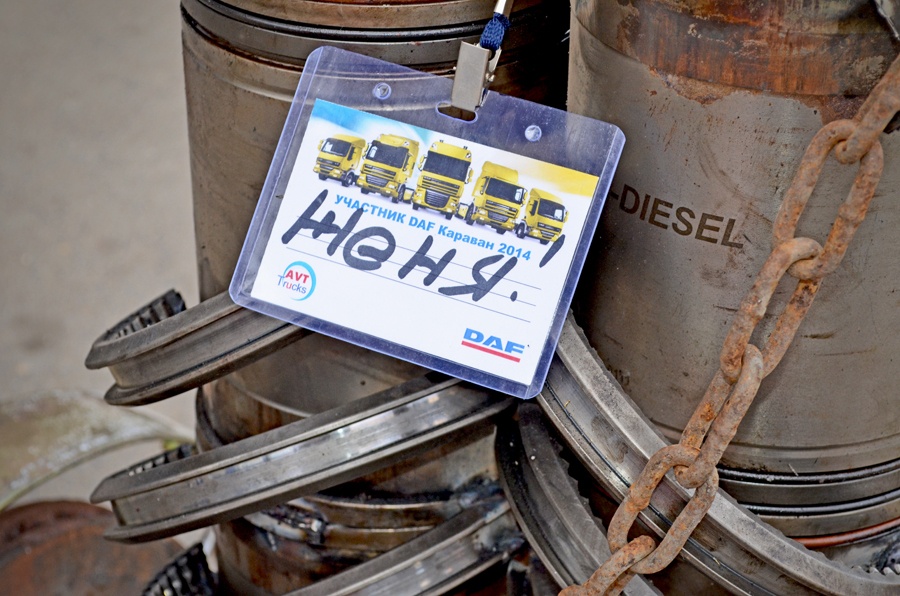 УЧАСТНИК DAF Караван 2014
Женя.
AVT
Trucks
DAF
-DIESEL